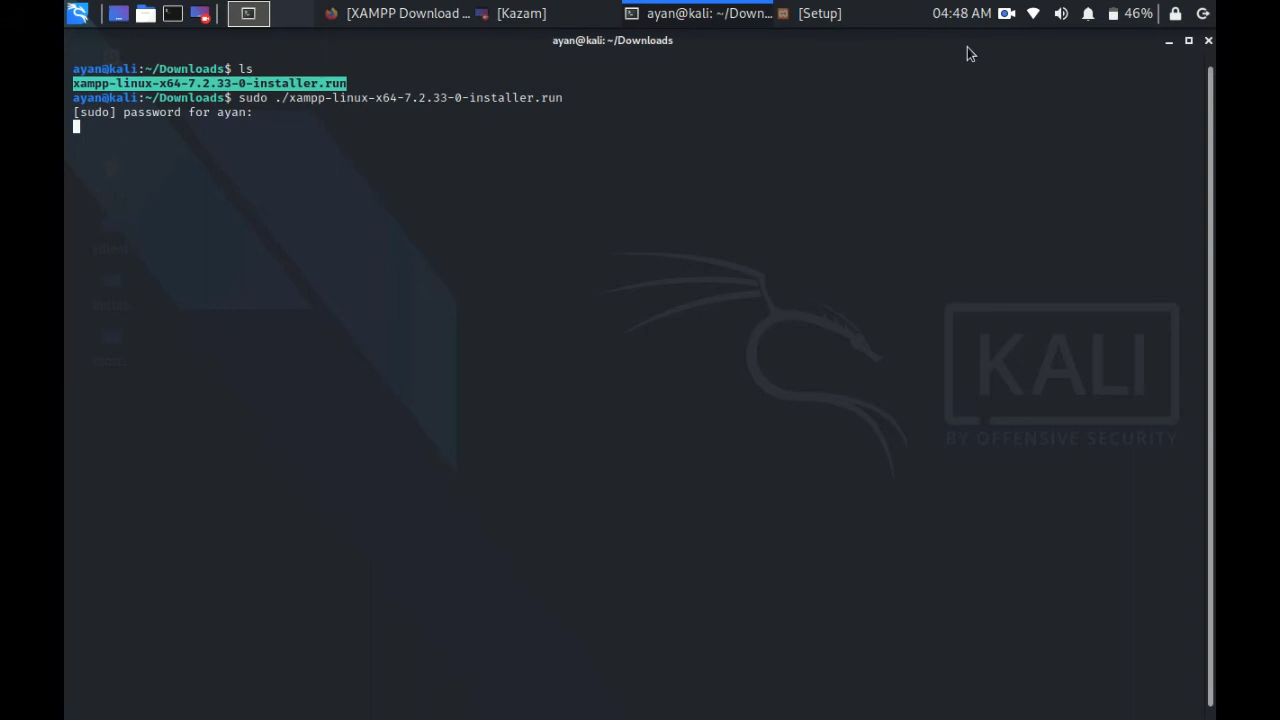 [XAMPP Download ...
[Kazam]
ayan@kali: ~/Down...
[Setup]
04:48 AM
46%
ayan@kali: ~/Downloads
ayan@kali:~/Downloads$ ls
xampp-linux-x64-7.2.33-0-installer.run
ayan@kali:~/Downloads$ sudo ./xampp-linux-x64-7.2.33-0-installer.run
[sudo] password for ayan:
KALI
BY OFFENSIVE SECURITY